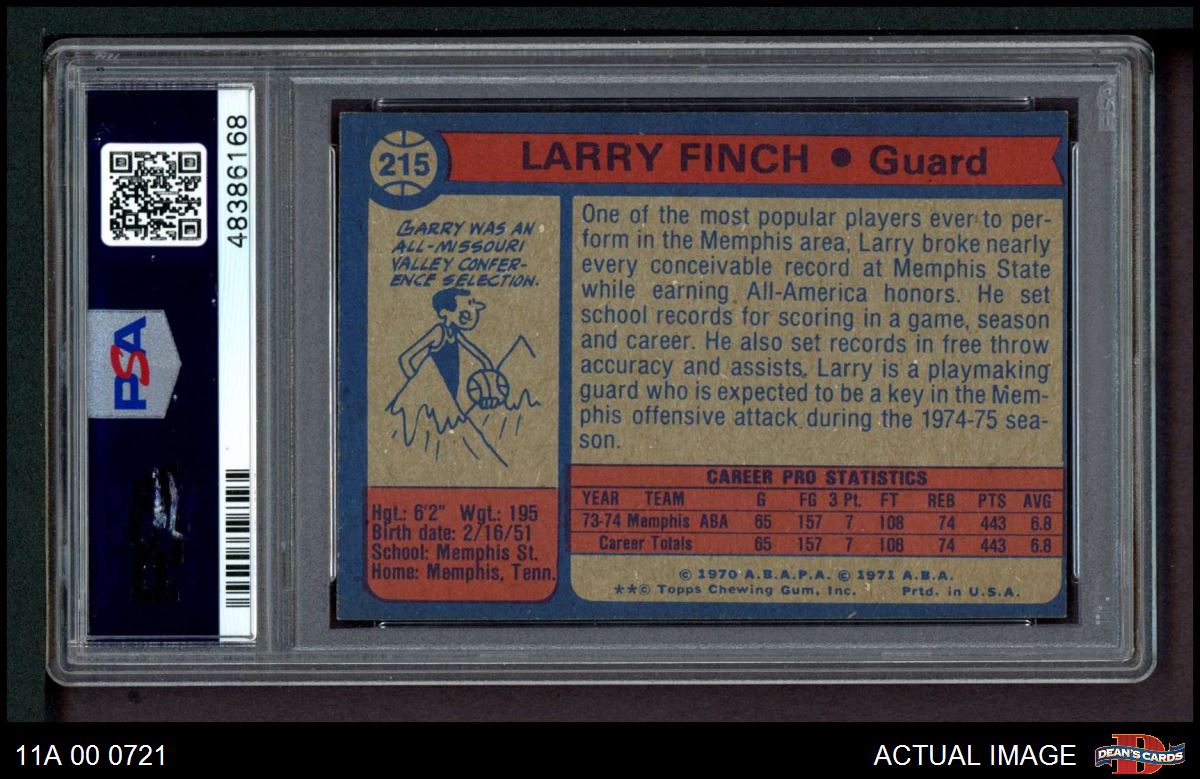 PSA
48386168
215
LARRY FINCH • Guard
LARRY WAS AN
ALL-MISSOURI
VALLEY CONFER-
ENCE SELECTION.
One of the most popular players ever to per-
form in the Memphis area, Larry broke nearly
every conceivable record at Memphis State
while earning All-America honors. He set
school records for scoring in a game, season
and career. He also set records in free throw
accuracy and assists. Larry is a playmaking
guard who is expected to be a key in the Mem-
phis offensive attack during the 1974-75 sea-
son.
Hgt.: 6'2" Wgt.: 195
Birth date: 2/16/51
School: Memphis St.
Home: Memphis, Tenn.
CAREER PRO STATISTICS
YEAR TEAM G FG 3 Pt. FT REB PTS AVG
73-74 Memphis ABA 65 157 7 108 74 443 6.8
Career Totals 65 157 7 108 74 443 6.8
© 1970 A.B.A.P.A. © 1971 A.B.A.
**© Topps Chewing Gum, Inc. Prtd. in U.S.A.
11A 00 0721
ACTUAL IMAGE
DEAN'S CARDS